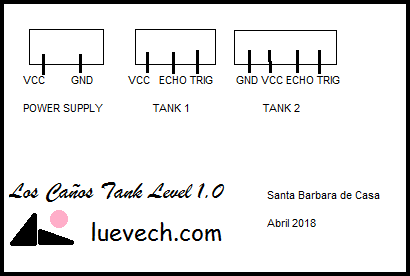 VCC GND VCC ECHO TRIG GND VCC ECHO TRIG
POWER SUPPLY TANK 1 TANK 2
Los Caños Tank Level 1.0
Santa Barbara de Casa
luevech.com
Abril 2018